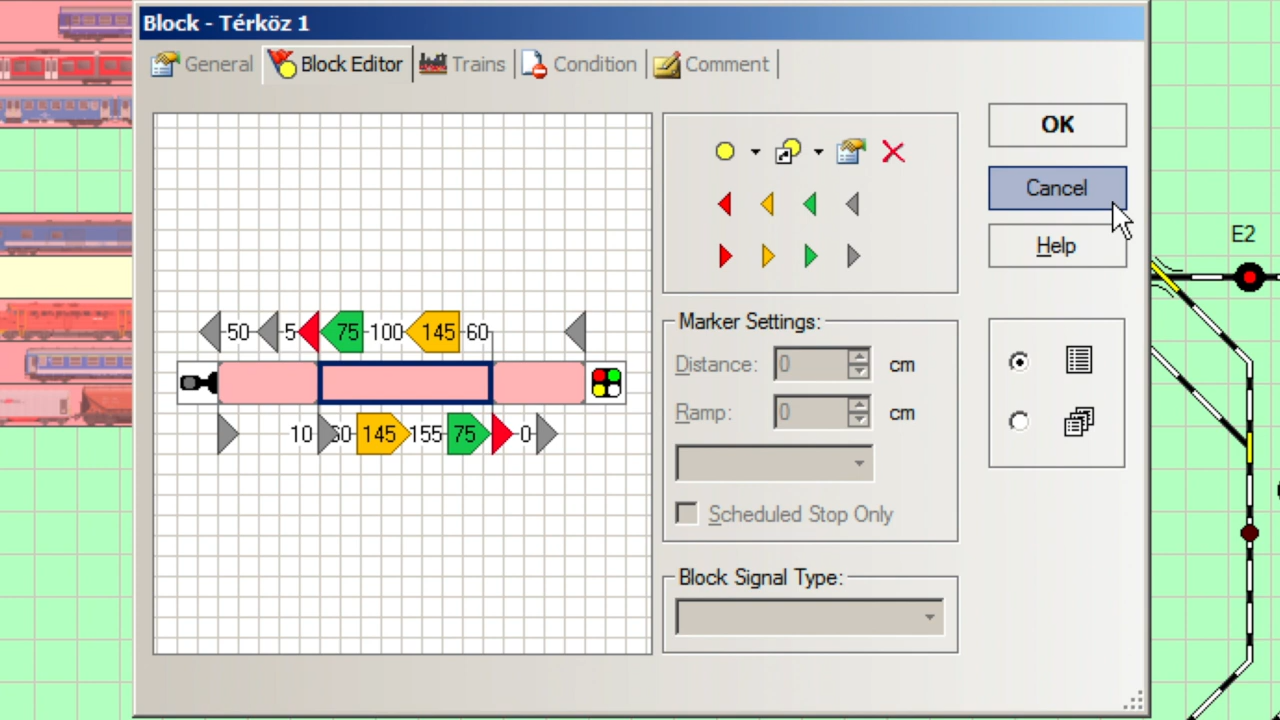 Block - Térköz 1
General
Block Editor
Trains
Condition
Comment
OK
Cancel
Help
E2
50 5 75 100 145 60
10 145 155 75 0
Marker Settings:
Distance: 0 cm
Ramp: 0 cm
Scheduled Stop Only
Block Signal Type: